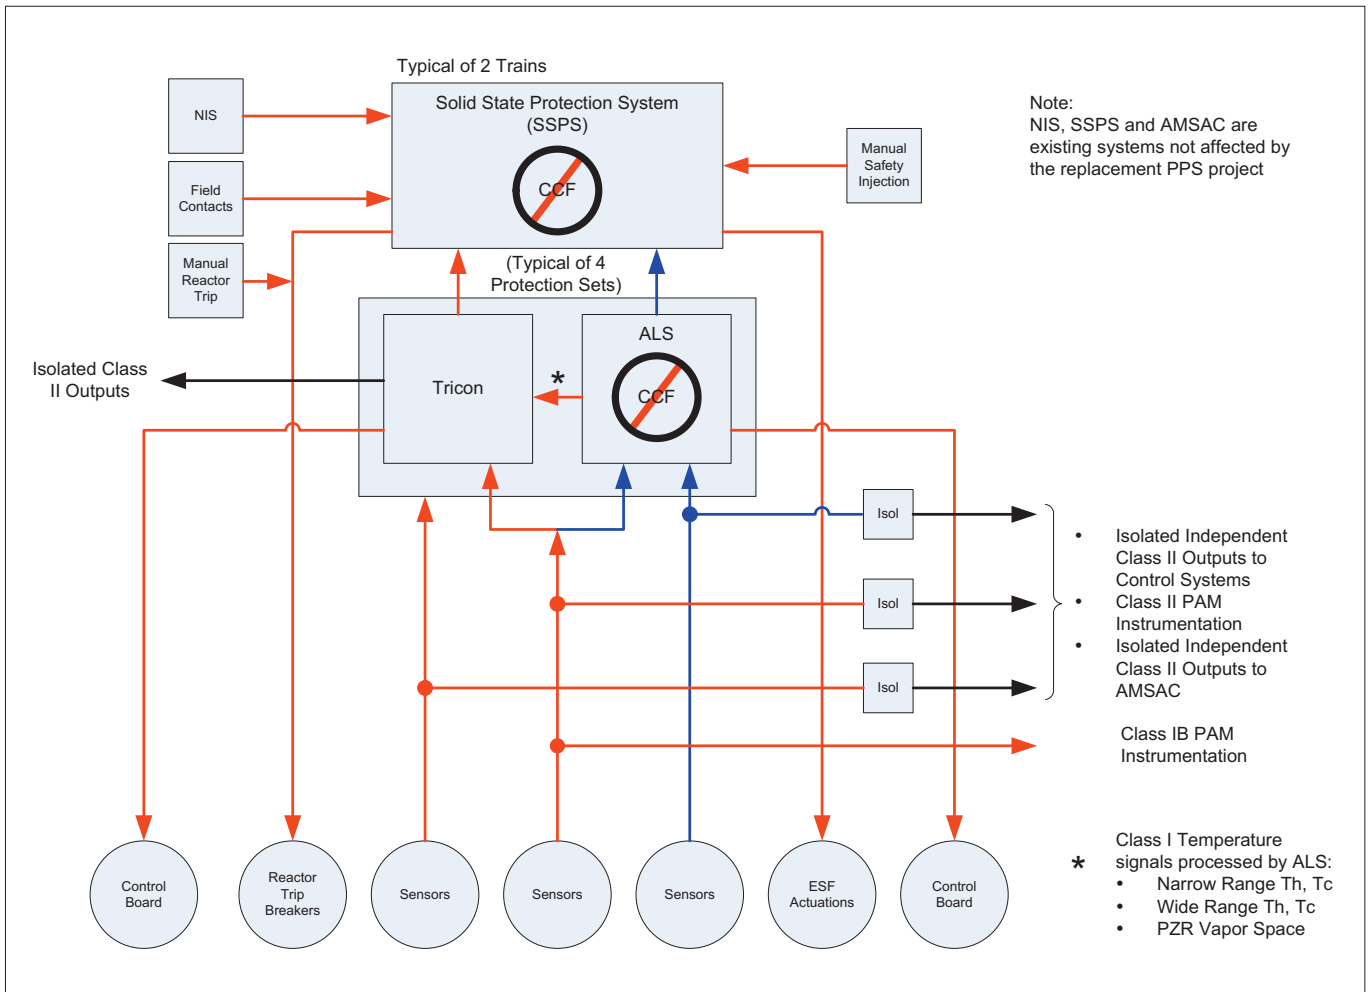 Typical of 2 Trains
Solid State Protection System
(SSPS)
CCF
NIS
Field
Contacts
Manual
Reactor
Trip
Manual
Safety
Injection
Note:
NIS, SSPS and AMSAC are
existing systems not affected by
the replacement PPS project
(Typical of 4
Protection Sets)
Isolated Class
II Outputs
Tricon
*
ALS
CCF
Isol
Isol
Isol
• Isolated Independent
Class II Outputs to
Control Systems
• Class II PAM
Instrumentation
• Isolated Independent
Class II Outputs to
AMSAC
Class IB PAM
Instrumentation
Control
Board
Reactor
Trip
Breakers
Sensors
Sensors
Sensors
ESF
Actuations
Control
Board
Class I Temperature
* signals processed by ALS:
• Narrow Range Th, Tc
• Wide Range Th, Tc
• PZR Vapor Space